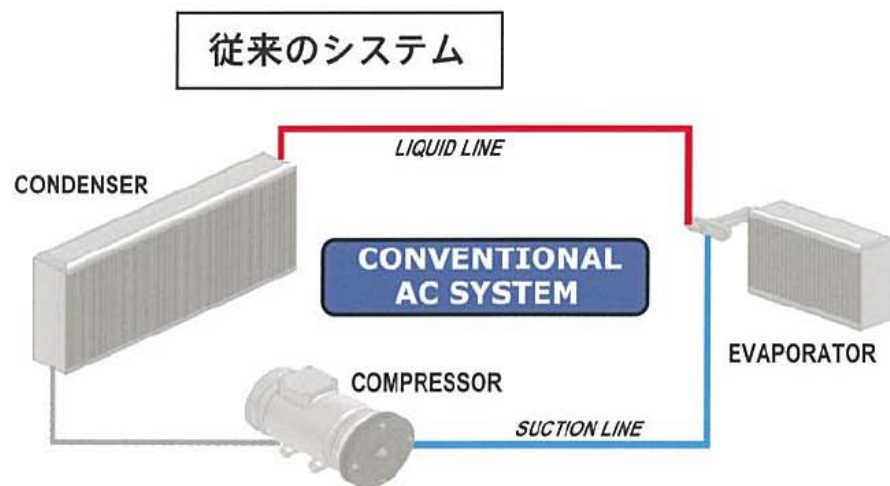 従来のシステム
LIQUID LINE
CONDENSER
CONVENTIONAL
AC SYSTEM
EVAPORATOR
COMPRESSOR
SUCTION LINE